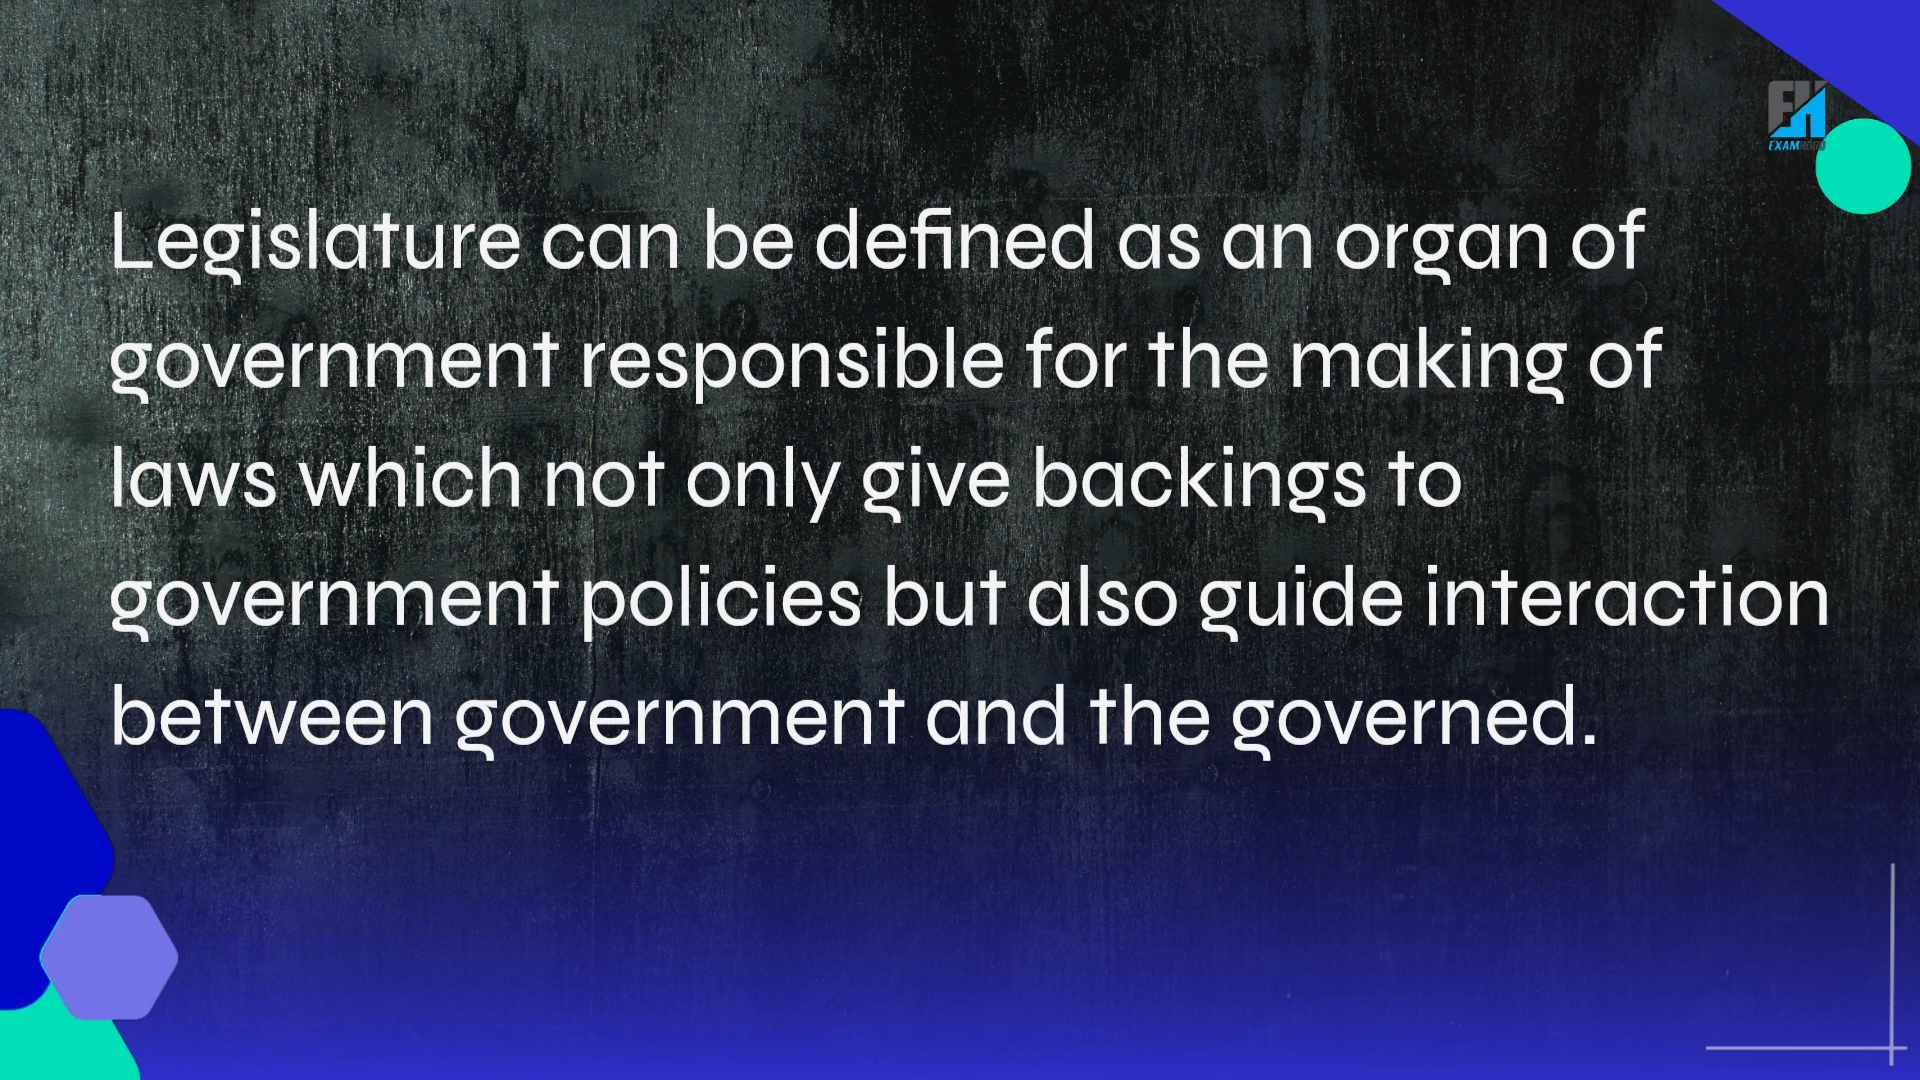 EXAM
Legislature can be defined as an organ of
government responsible for the making of
laws which not only give backings to
government policies but also guide interaction
between government and the governed.